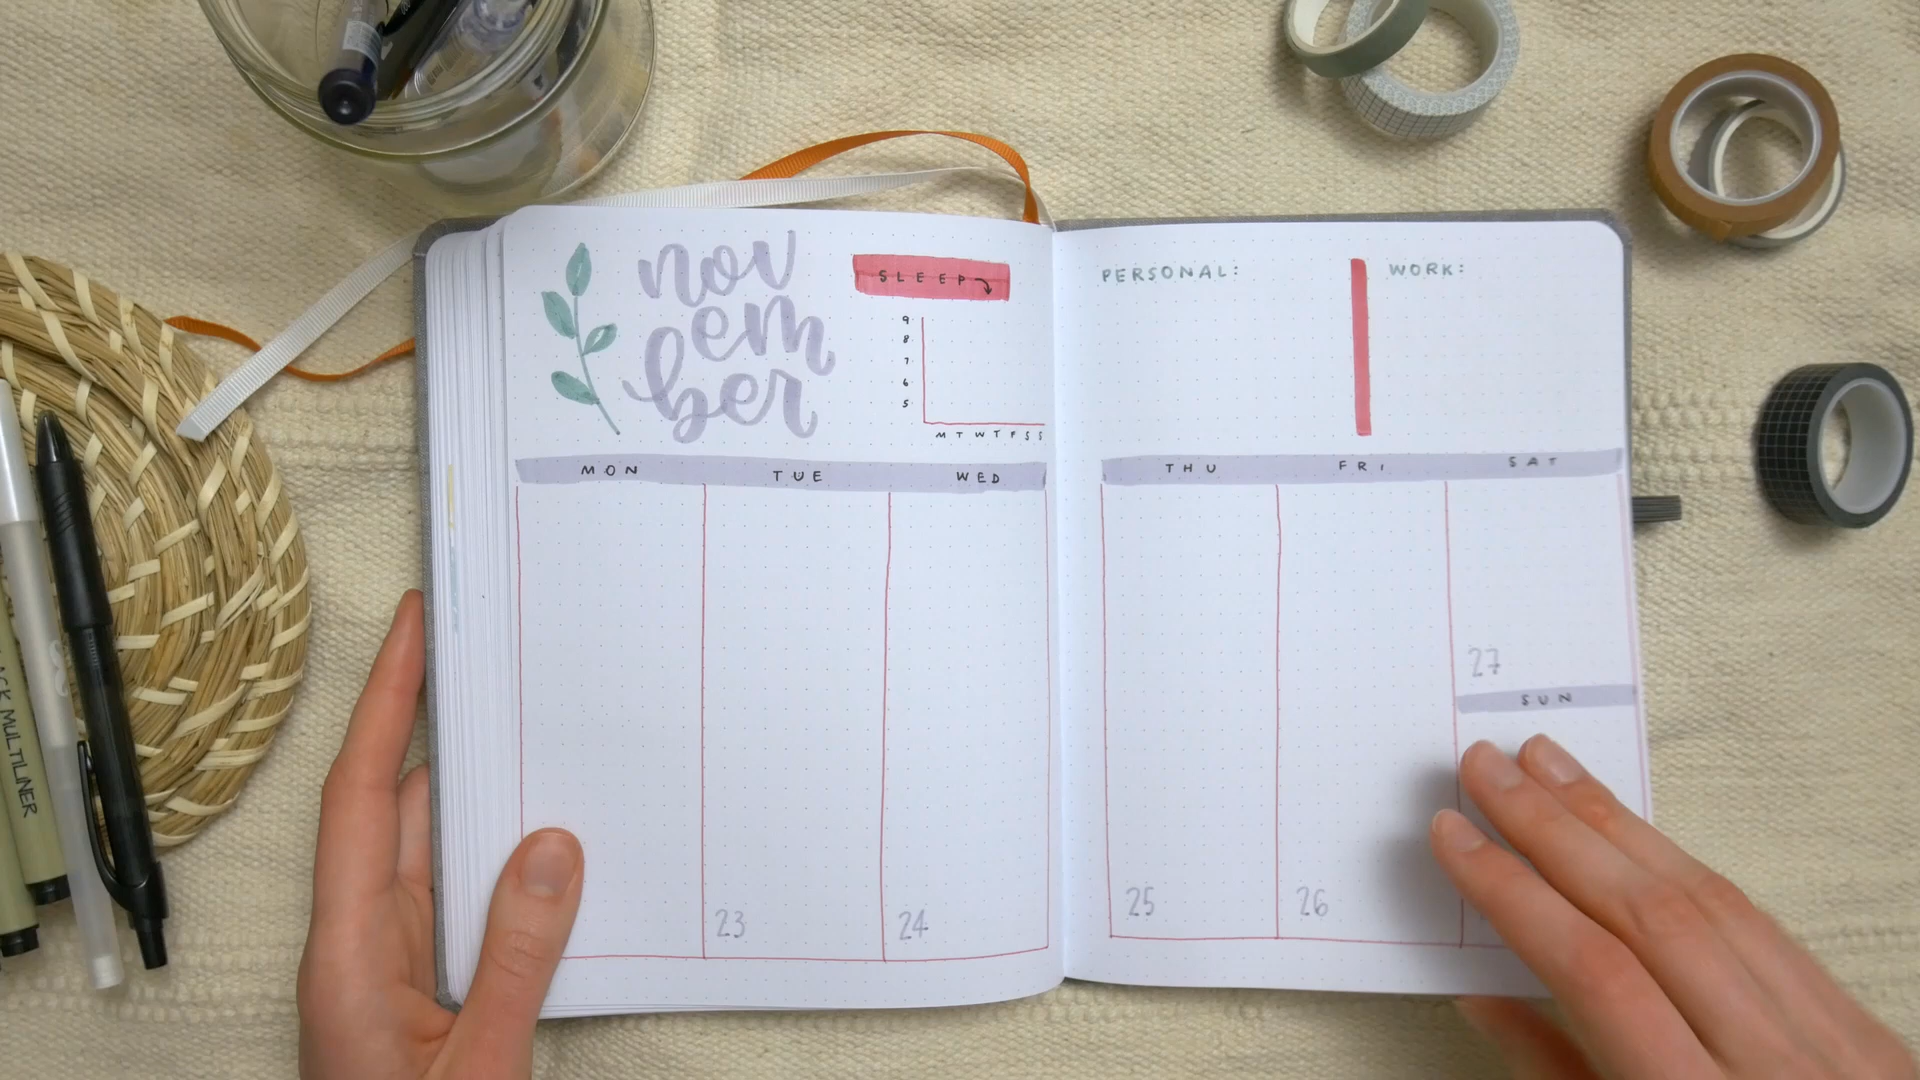 nov
em
ber
SLEEP
9
8
7
6
5
M T W T F S S
MON TUE WED
23 24
PERSONAL: WORK:
THU FRI SAT
27
SUN
25 26
MULTILINER